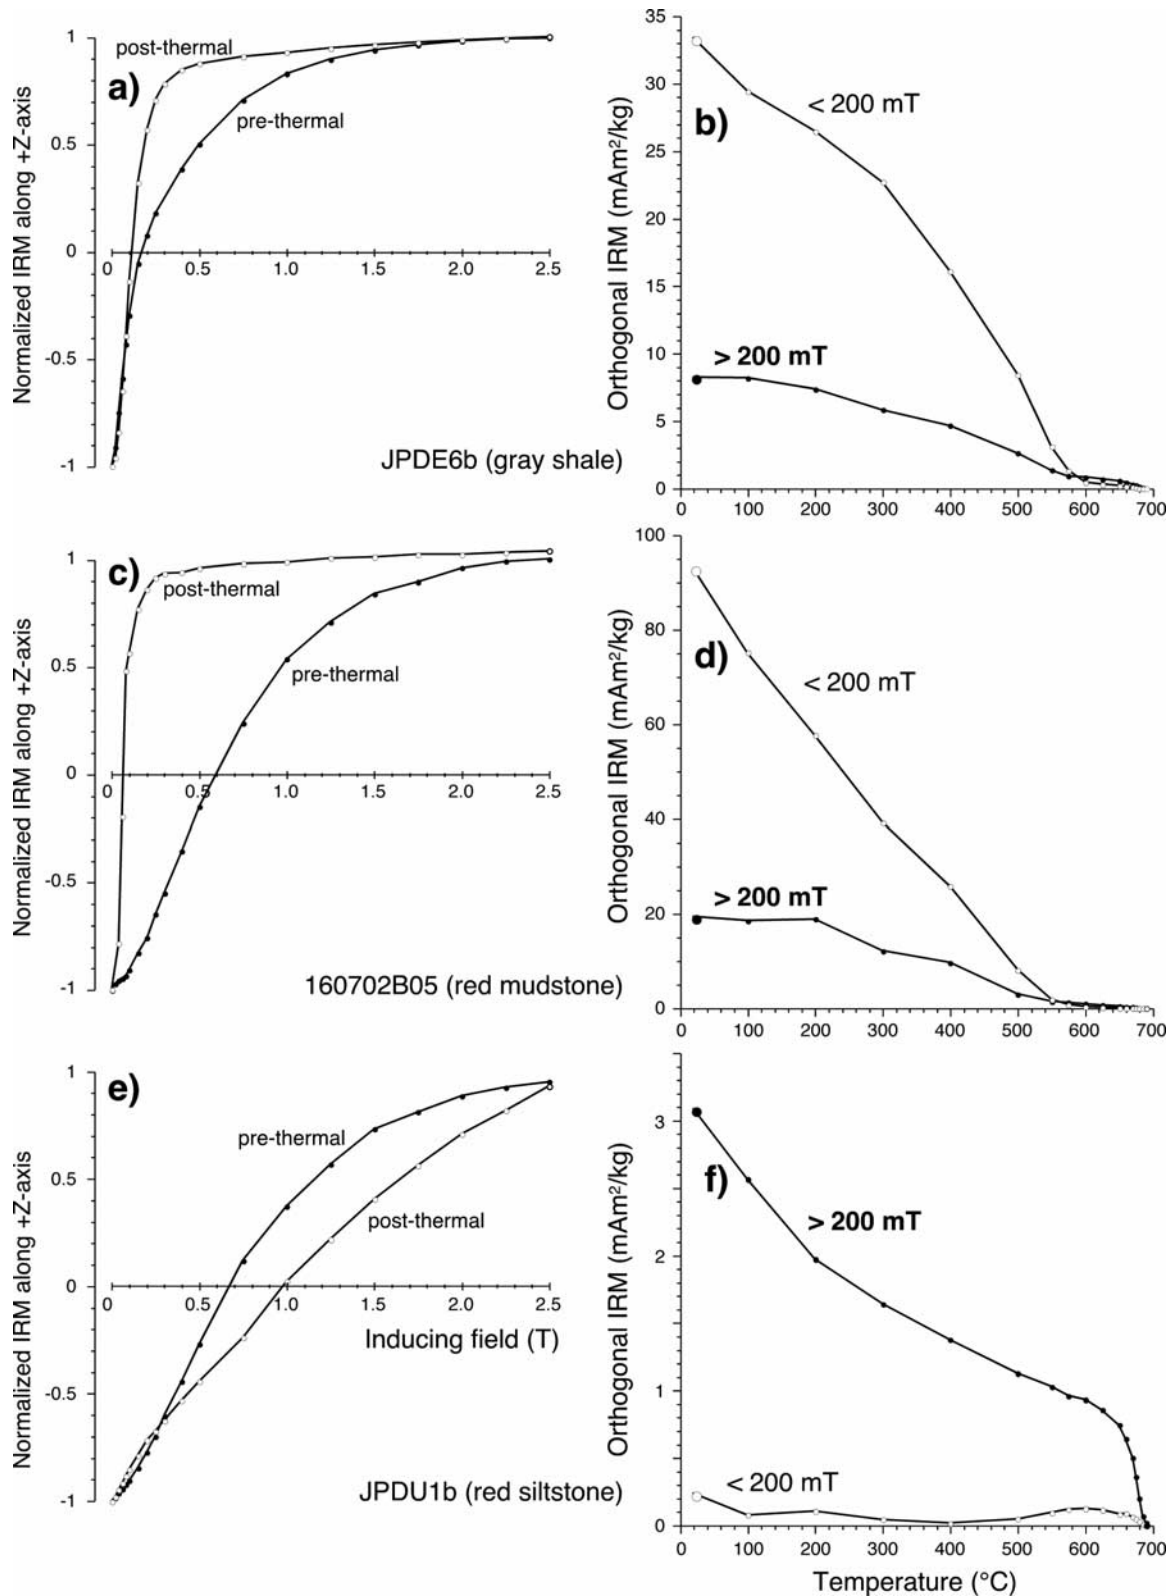 a)
Normalized IRM along +Z-axis
1
0.5
0
-0.5
-1
0
0.5
1.0
1.5
2.0
2.5
post-thermal
pre-thermal
JPDE6b (gray shale)
b)
Orthogonal IRM (mAm²/kg)
35
30
25
20
15
10
5
0
0 100 200 300 400 500 600 700
< 200 mT
> 200 mT
c)
Normalized IRM along +Z-axis
1
0.5
0
-0.5
-1
0
0.5
1.0
1.5
2.0
2.5
post-thermal
pre-thermal
160702B05 (red mudstone)
d)
Orthogonal IRM (mAm²/kg)
100
80
60
40
20
0
0 100 200 300 400 500 600 700
< 200 mT
> 200 mT
e)
Normalized IRM along +Z-axis
1
0.5
0
-0.5
-1
0
0.5
1.0
1.5
2.0
2.5
pre-thermal
post-thermal
Inducing field (T)
JPDU1b (red siltstone)
f)
Orthogonal IRM (mAm²/kg)
3
2
1
0
0 100 200 300 400 500 600 700
> 200 mT
< 200 mT
Temperature (°C)